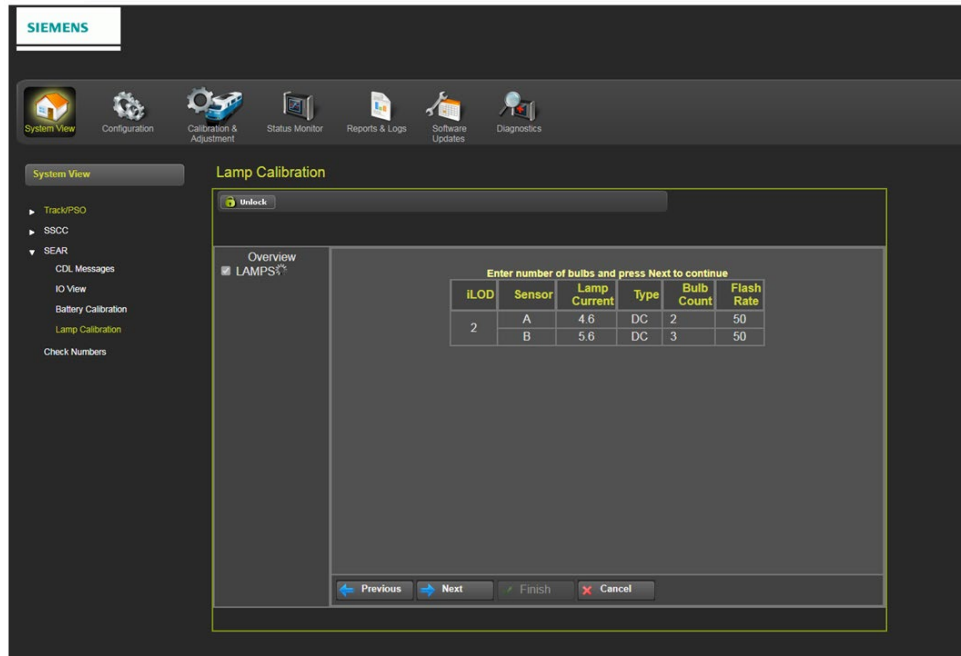 SIEMENS
System View
Configuration
Calibration &
Adjustment
Status Monitor
Reports & Logs
Software
Updates
Diagnostics
System View
Track/PSO
SSCC
SEAR
CDL Messages
IO View
Battery Calibration
Lamp Calibration
Check Numbers
Lamp Calibration
Unlock
Overview
LAMPS
Enter number of bulbs and press Next to continue
iLOD Sensor Lamp Current Type Bulb Count Flash Rate
2 A 4.6 DC 2 50
B 5.6 DC 3 50
Previous Next Finish Cancel